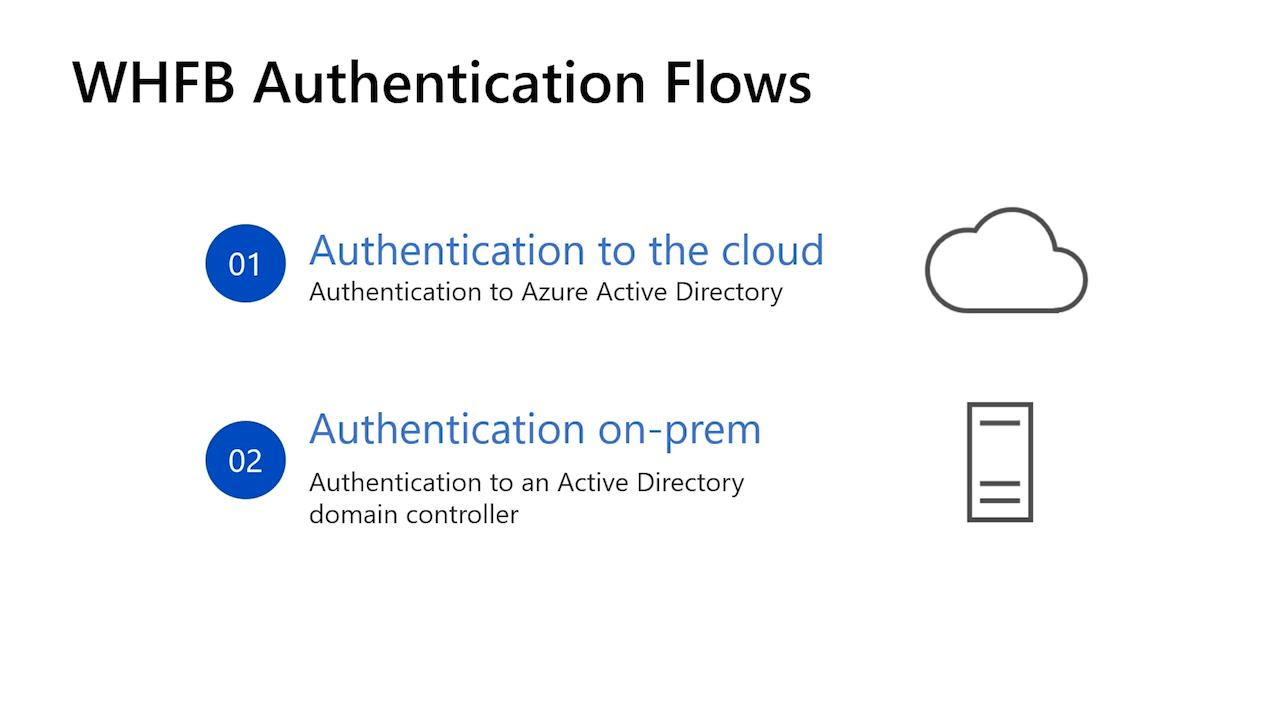 WHFB Authentication Flows
01
Authentication to the cloud
Authentication to Azure Active Directory
02
Authentication on-prem
Authentication to an Active Directory
domain controller